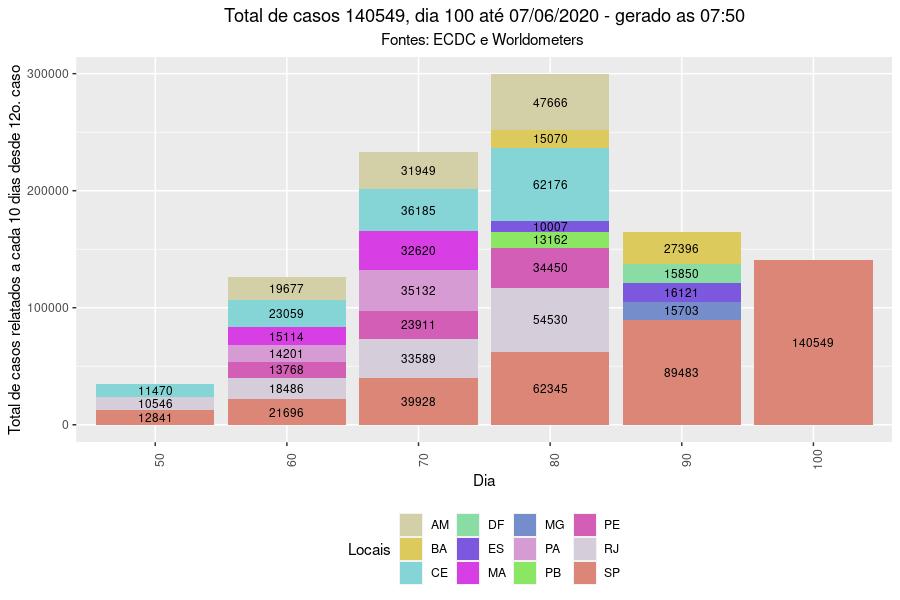 Total de casos 140549, dia 100 até 07/06/2020 - gerado as 07:50
Fontes: ECDC e Worldometers
Total de casos relatados a cada 10 dias desde 12o. caso
300000
200000
100000
0
11470
10546
12841
19677
23059
15114
14201
13768
18486
21696
31949
36185
32620
35132
23911
33589
39928
47666
15070
62176
10007
13162
34450
54530
62345
27396
15850
16121
15703
89483
140549
50
60
70
80
90
100
Dia
Locais
AM
BA
CE
DF
ES
MA
MG
PA
PB
PE
RJ
SP